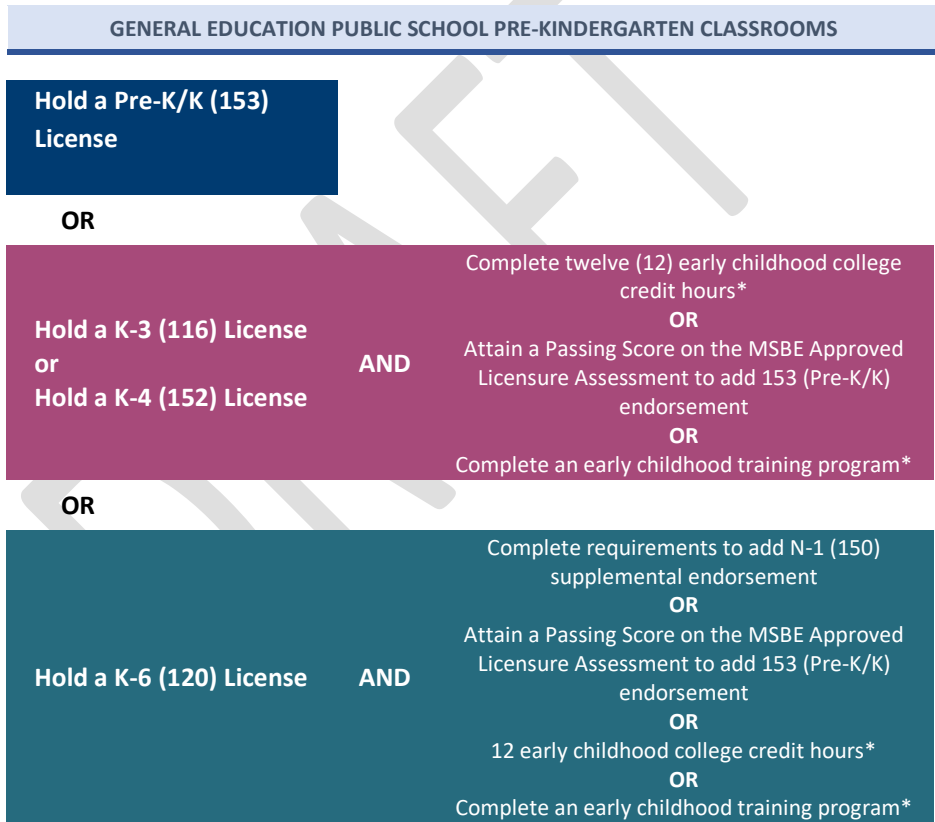 GENERAL EDUCATION PUBLIC SCHOOL PRE-KINDERGARTEN CLASSROOMS
Hold a Pre-K/K (153)
License
OR
Hold a K-3 (116) License
or
Hold a K-4 (152) License
AND
Complete twelve (12) early childhood college
credit hours*
OR
Attain a Passing Score on the MSBE Approved
Licensure Assessment to add 153 (Pre-K/K)
endorsement
OR
Complete an early childhood training program*
OR
Hold a K-6 (120) License
AND
Complete requirements to add N-1 (150)
supplemental endorsement
OR
Attain a Passing Score on the MSBE Approved
Licensure Assessment to add 153 (Pre-K/K)
endorsement
OR
12 early childhood college credit hours*
OR
Complete an early childhood training program*
DRAFT